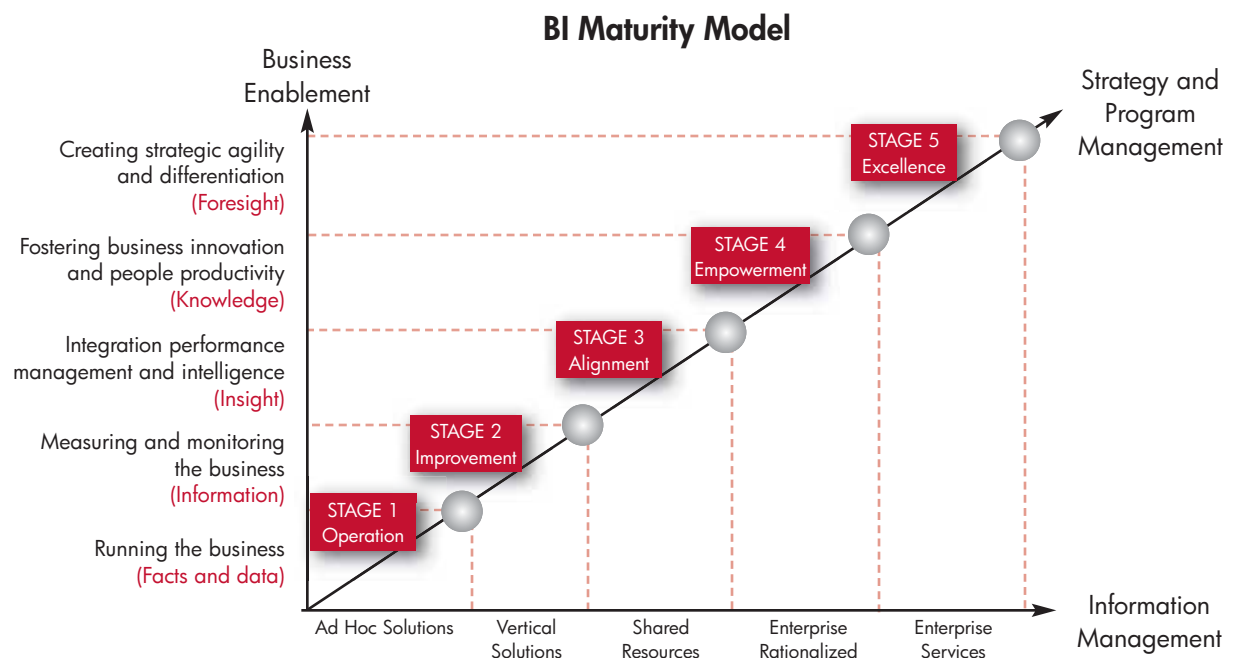 BI Maturity Model
Business
Enablement
Creating strategic agility
and differentiation
(Foresight)
Fostering business innovation
and people productivity
(Knowledge)
Integration performance
management and intelligence
(Insight)
Measuring and monitoring
the business
(Information)
Running the business
(Facts and data)
STAGE 1
Operation
STAGE 2
Improvement
STAGE 3
Alignment
STAGE 4
Empowerment
STAGE 5
Excellence
Strategy and
Program
Management
Ad Hoc Solutions
Vertical
Solutions
Shared
Resources
Enterprise
Rationalized
Enterprise
Services
Information
Management